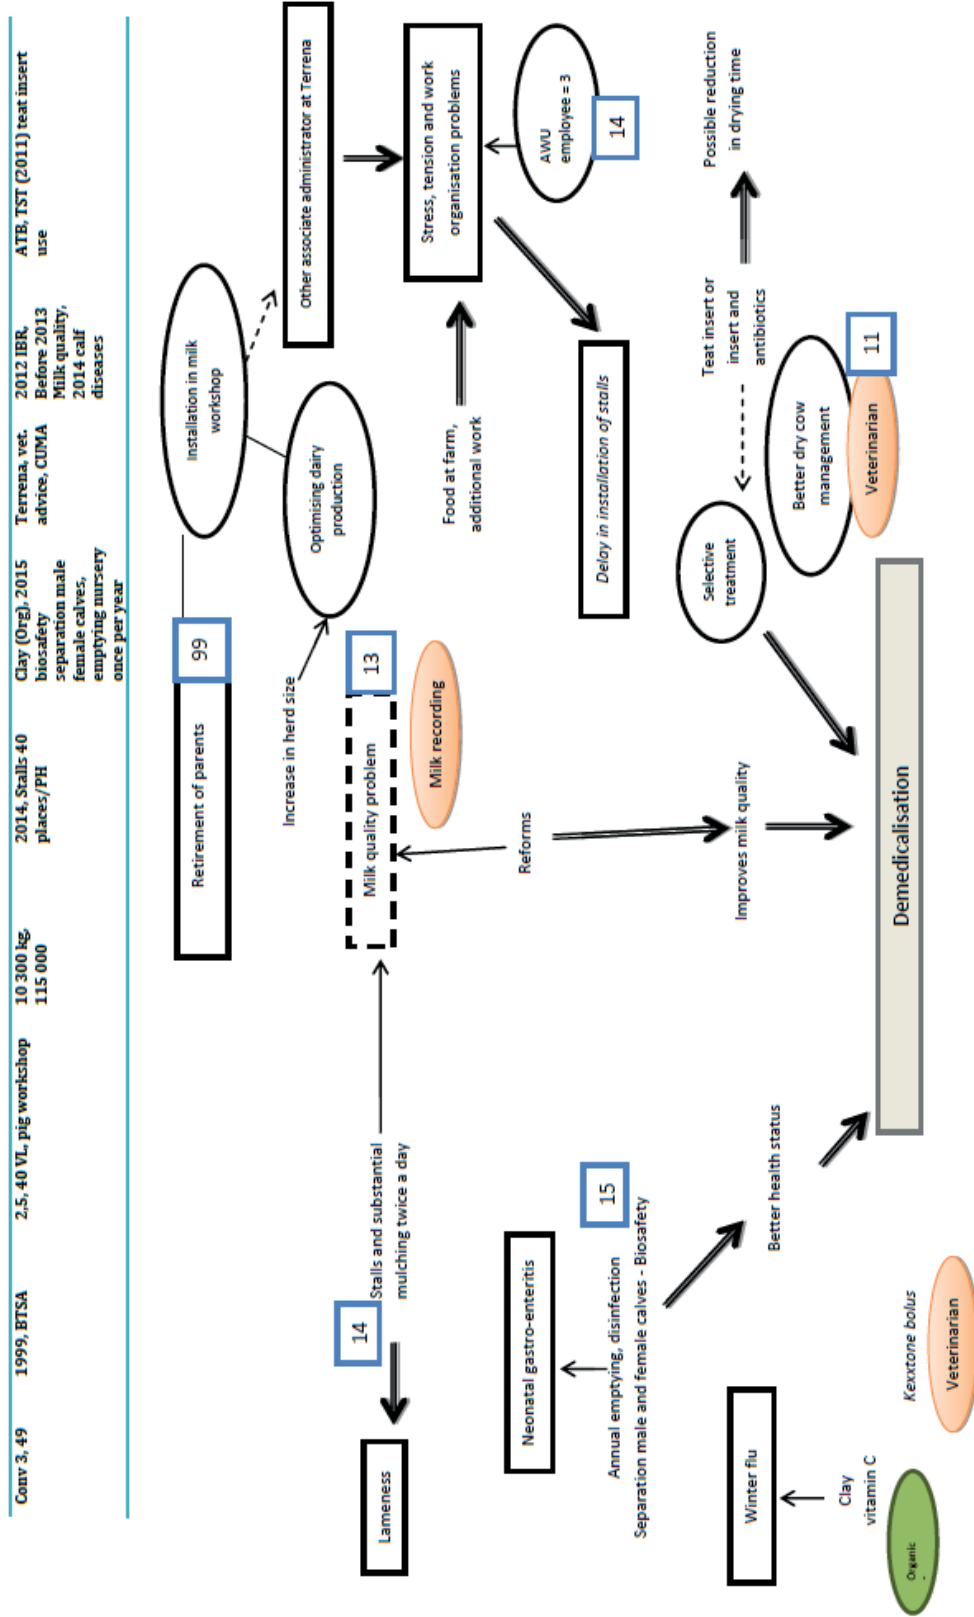 Conv 3, 49
1999, BTSA
2,5, 40 VL, pig workshop
10 300 kg,
115 000
2014, Stalls 40
places/PH
Clay (Org), 2015
biosafety
separation male
female calves,
emptying nursery
once per year
Terrena, vet.
advice, CUMA
2012 IBR,
Before 2013
Milk quality,
2014 calf
diseases
ATB, TST (2011) teat insert
use
Retirement of parents
99
Installation in milk
workshop
Other associate administrator at Terrena
Increase in herd size
Optimising dairy
production
Lameness
14
Stalls and substantial
mulching twice a day
Milk quality problem
13
Milk recording
Food at farm,
additional work
Stress, tension and work
organisation problems
AWU
employee = 3
14
Neonatal gastro-enteritis
Reforms
Delay in installation of stalls
Annual emptying, disinfection
15
Separation male and female calves - Biosafety
Selective
treatment
Teat insert or
insert and
antibiotics
Possible reduction
in drying time
Winter flu
Better health status
Improves milk quality
Better dry cow
management
11
Veterinarian
Clay
vitamin C
Organic
-
Kexxtone bolus
Veterinarian
Demedicalisation